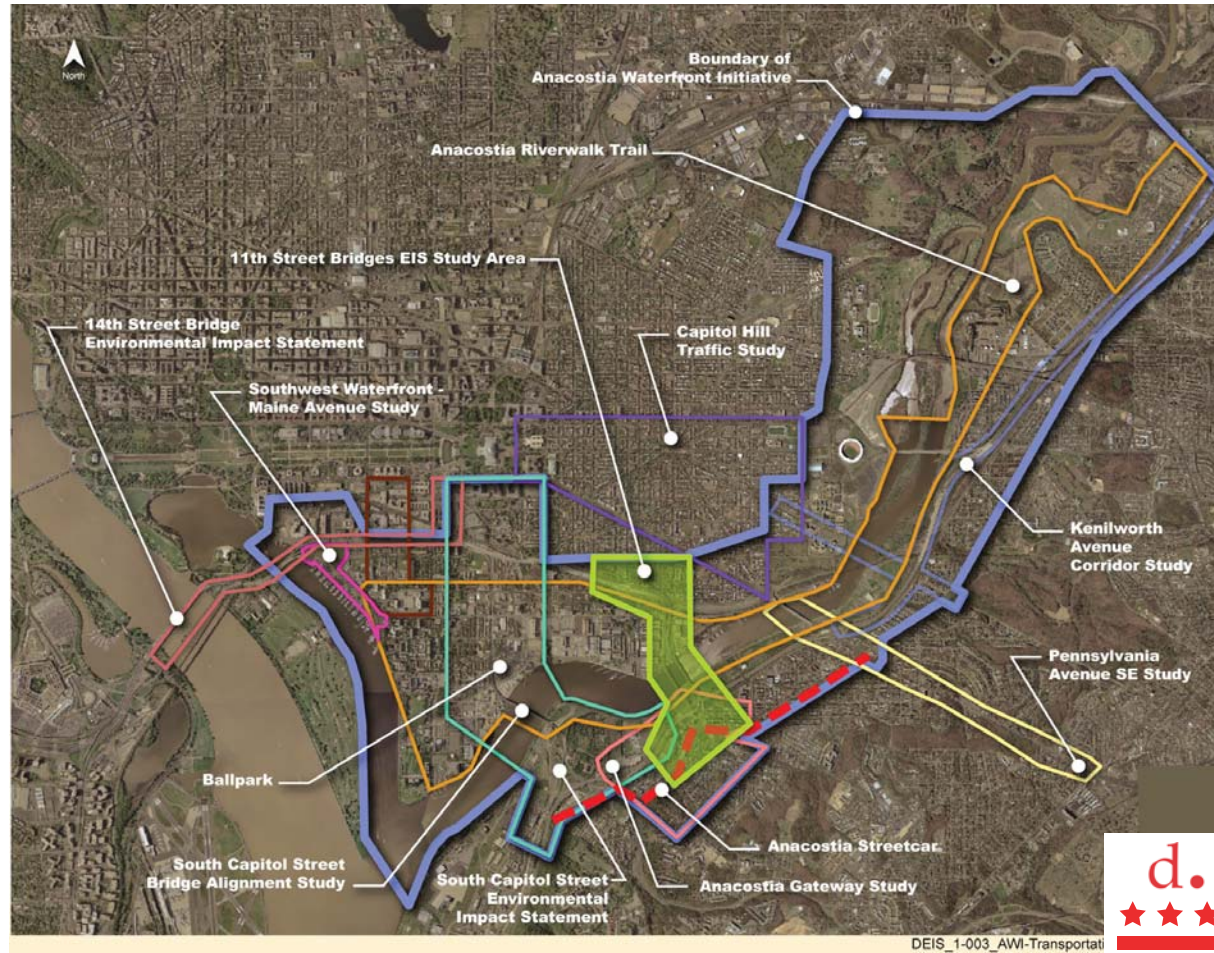 North
Boundary of
Anacostia Waterfront Initiative
Anacostia Riverwalk Trail
11th Street Bridges EIS Study Area
14th Street Bridge
Environmental Impact Statement
Capitol Hill
Traffic Study
Southwest Waterfront -
Maine Avenue Study
Kenilworth
Avenue
Corridor Study
Pennsylvania
Avenue SE Study
Ballpark
Anacostia Streetcar
South Capitol Street
Bridge Alignment Study
South Capitol Street
Environmental
Impact Statement
Anacostia Gateway Study
d.
DEIS_1-003_AWI-Transportati